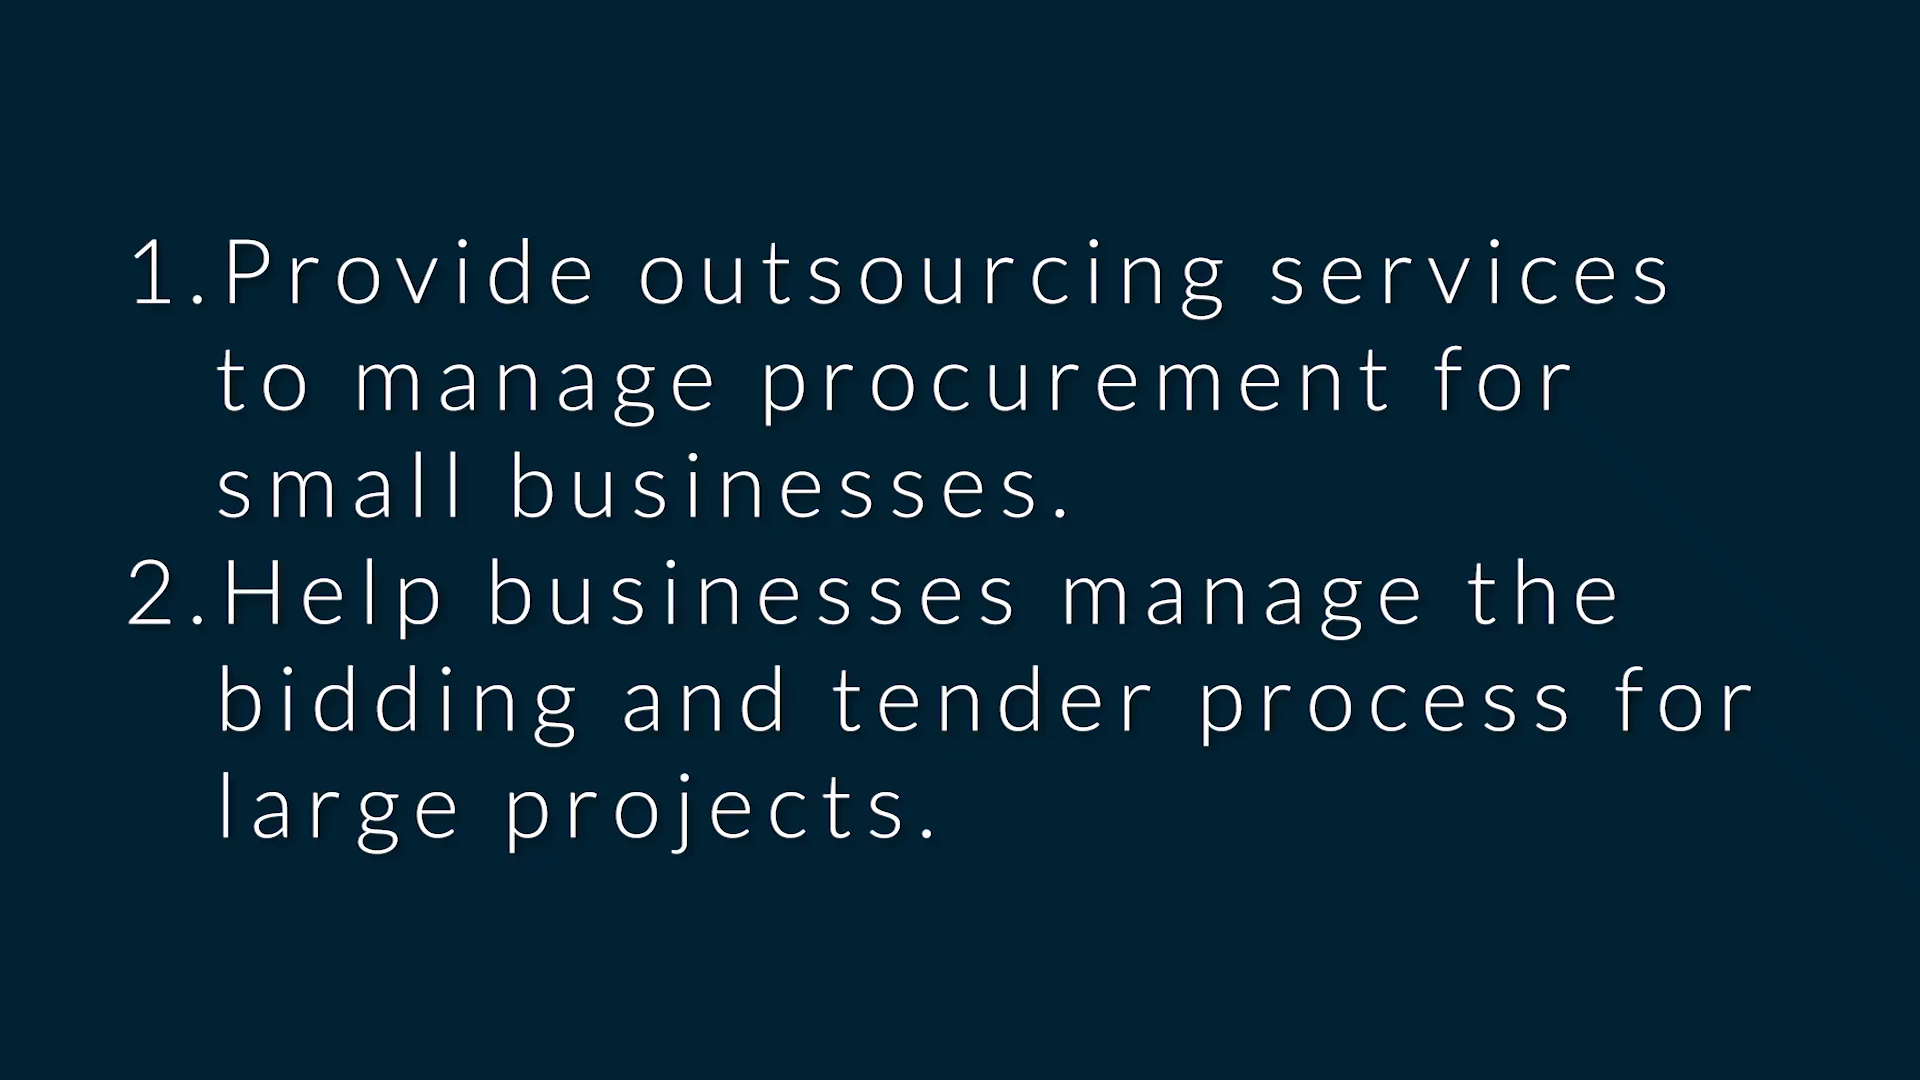 1.Provide outsourcing services
to manage procurement for
small businesses.
2.Help businesses manage the
bidding and tender process for
large projects.